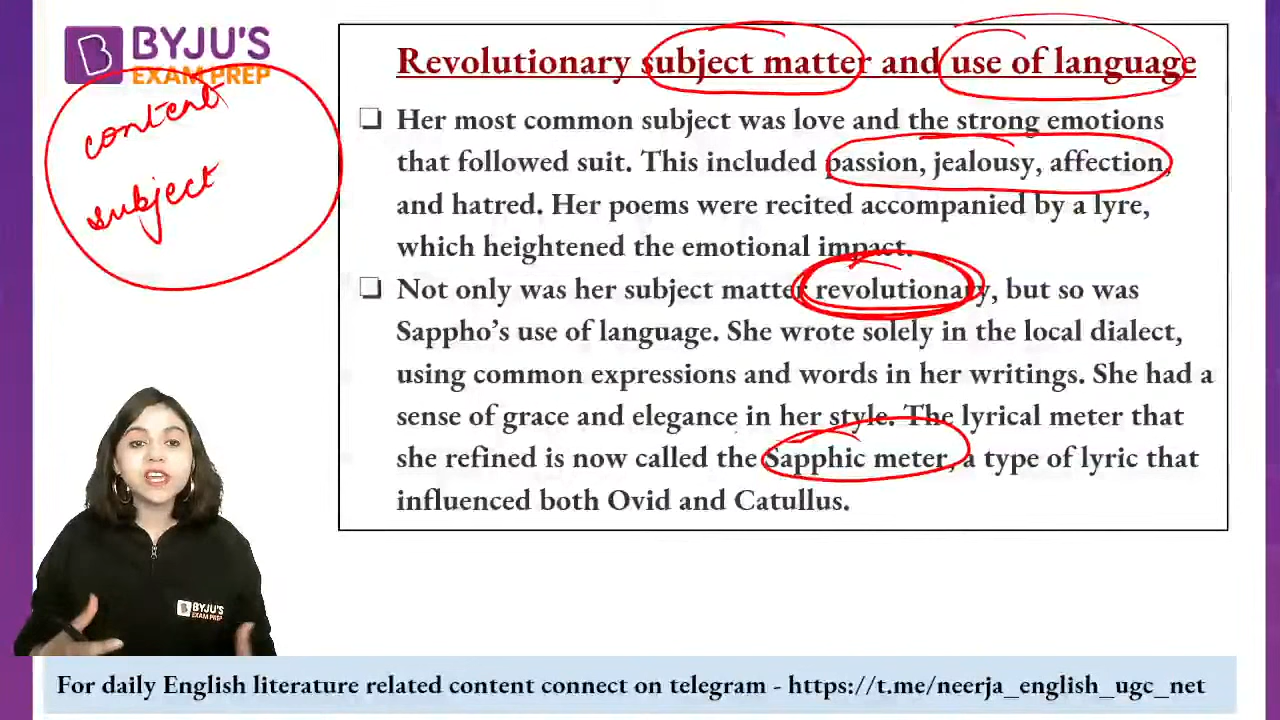 BYJU'S
EXAM PREP
content
subject
Revolutionary subject matter and use of language
❑ Her most common subject was love and the strong emotions
that followed suit. This included passion, jealousy, affection,
and hatred. Her poems were recited accompanied by a lyre,
which heightened the emotional impact.
❑ Not only was her subject matter revolutionary, but so was
Sappho's use of language. She wrote solely in the local dialect,
using common expressions and words in her writings. She had a
sense of grace and elegance in her style. The lyrical meter that
she refined is now called the Sapphic meter, a type of lyric that
influenced both Ovid and Catullus.
BYJU'S
EXAM PREP
For daily English literature related content connect on telegram - https://t.me/neerja_english_ugc_net